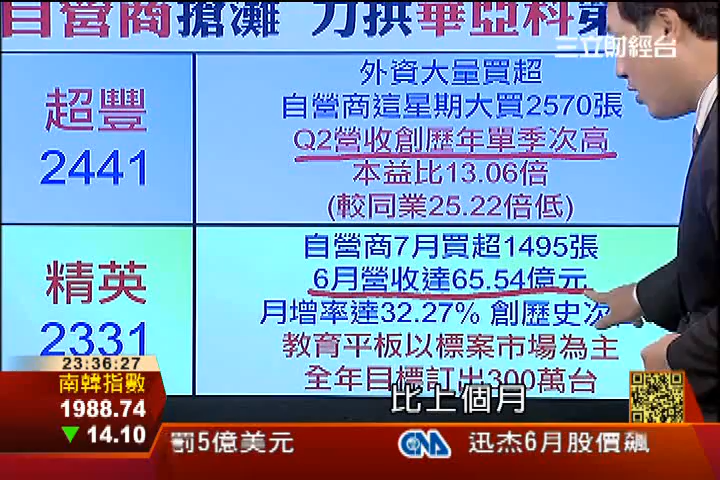 自營商搶灘 力拱華亞科
三立財經台
超豐
2441
外資大量買超
自營商這星期大買2570張
Q2營收創歷年單季次高
本益比13.06倍
(較同業25.22倍低)
精英
2331
自營商7月買超1495張
6月營收達65.54億元
月增率達32.27% 創歷史次
教育平板以標案市場為主
全年目標訂出300萬台
23:36:27
南韓指數
1988.74
▼ 14.10
比上個月
罰5億美元
CNA
迅杰6月股價飆